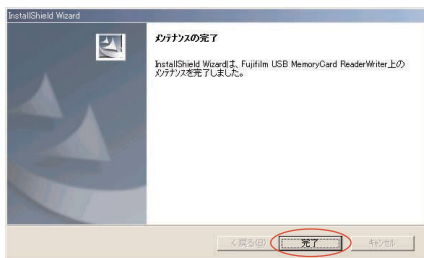 InstallShield Wizard
メンテナンスの完了
InstallShield Wizardは、Fujifilm USB MemoryCard ReaderWriter上の
メンテナンスを完了しました。
< 戻る(B)
完了
キャンセル